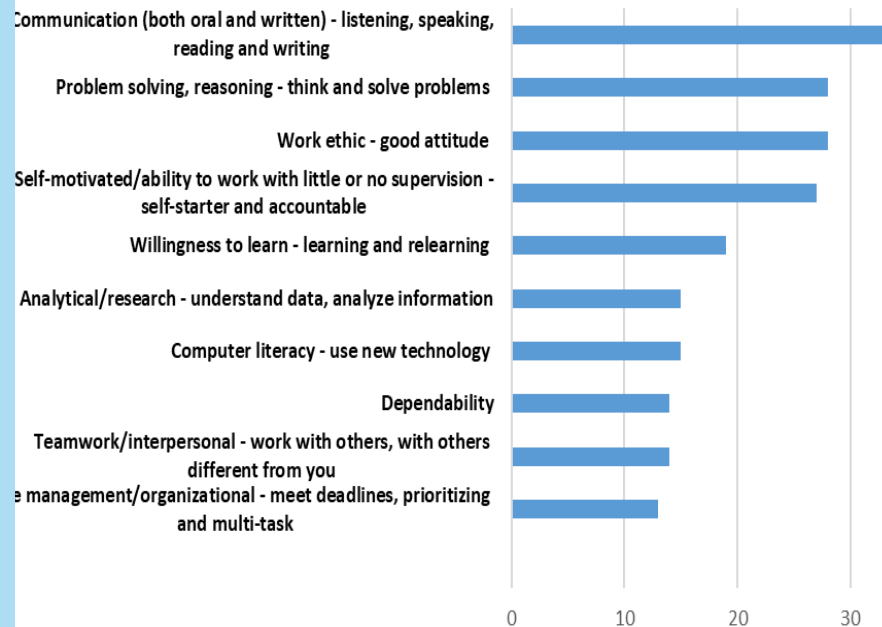 Communication (both oral and written) - listening, speaking,
reading and writing
Problem solving, reasoning - think and solve problems
Work ethic - good attitude
Self-motivated/ability to work with little or no supervision -
self-starter and accountable
Willingness to learn - learning and relearning
Analytical/research - understand data, analyze information
Computer literacy - use new technology
Dependability
Teamwork/interpersonal - work with others, with others
different from you
management/organizational - meet deadlines, prioritizing
and multi-task
0 10 20 30